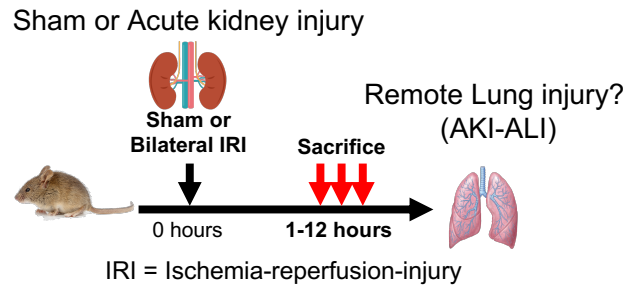 Sham or Acute kidney injury
Remote Lung injury?
(AKI-ALI)
Sham or
Bilateral IRI
Sacrifice
0 hours
1-12 hours
IRI = Ischemia-reperfusion-injury